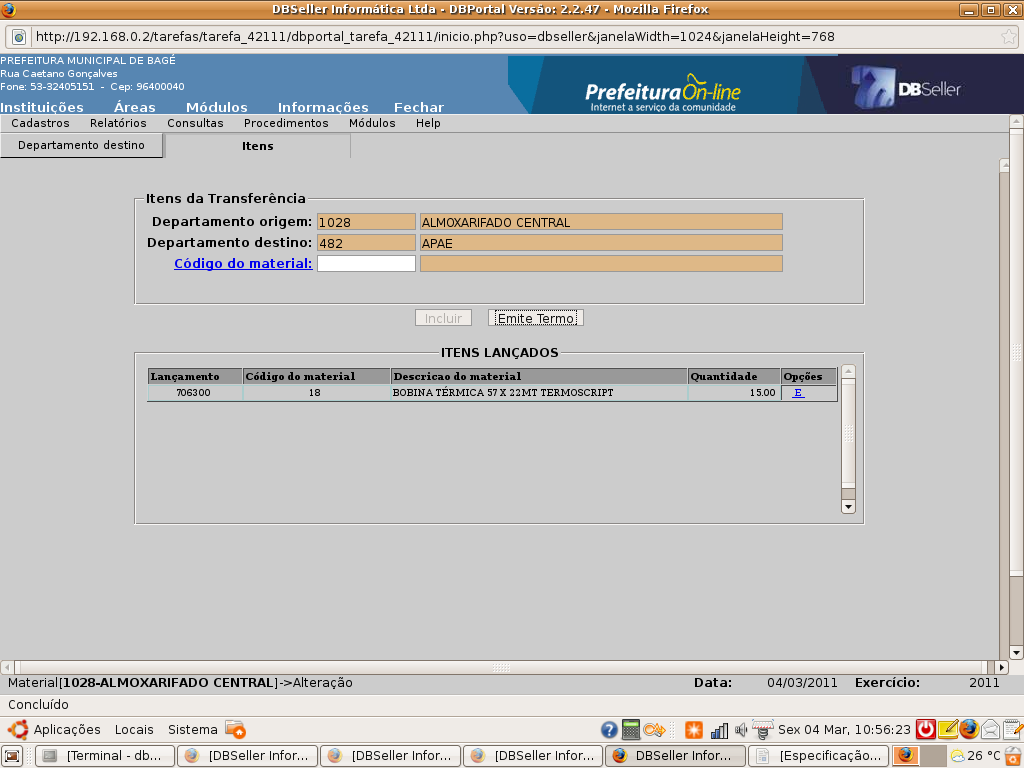 DBSeller Informática Ltda - DBPortal Versão: 2.2.47 - Mozilla Firefox
http://192.168.0.2/tarefas/tarefa_42111/dbportal_tarefa_42111/inicio.php?uso=dbseller&janelaWidth=1024&janelaHeight=768
PREFEITURA MUNICIPAL DE BAGÉ
Rua Caetano Gonçalves
Fone: 53-32405151 - Cep: 96400040
Prefeitura On-line
Internet a serviço da comunidade
DBSeller
Instituições Áreas Módulos Informações Fechar
Cadastros Relatórios Consultas Procedimentos Módulos Help
Departamento destino Itens
Itens da Transferência
Departamento origem: 1028 ALMOXARIFADO CENTRAL
Departamento destino: 482 APAE
Código do material:
Incluir Emite Termo
ITENS LANÇADOS
Lançamento Código do material Descricao do material Quantidade Opções
706300 18 BOBINA TÉRMICA 57 X 22MT TERMOSCRIPT 15.00 E
Material[1028-ALMOXARIFADO CENTRAL]->Alteração Data: 04/03/2011 Exercício: 2011
Concluído
Aplicações Locais Sistema Sex 04 Mar, 10:56:23
[Terminal - db... [DBSeller Infor... [DBSeller Infor... [DBSeller Infor... DBSeller Infor... [Especificação... 26 °C